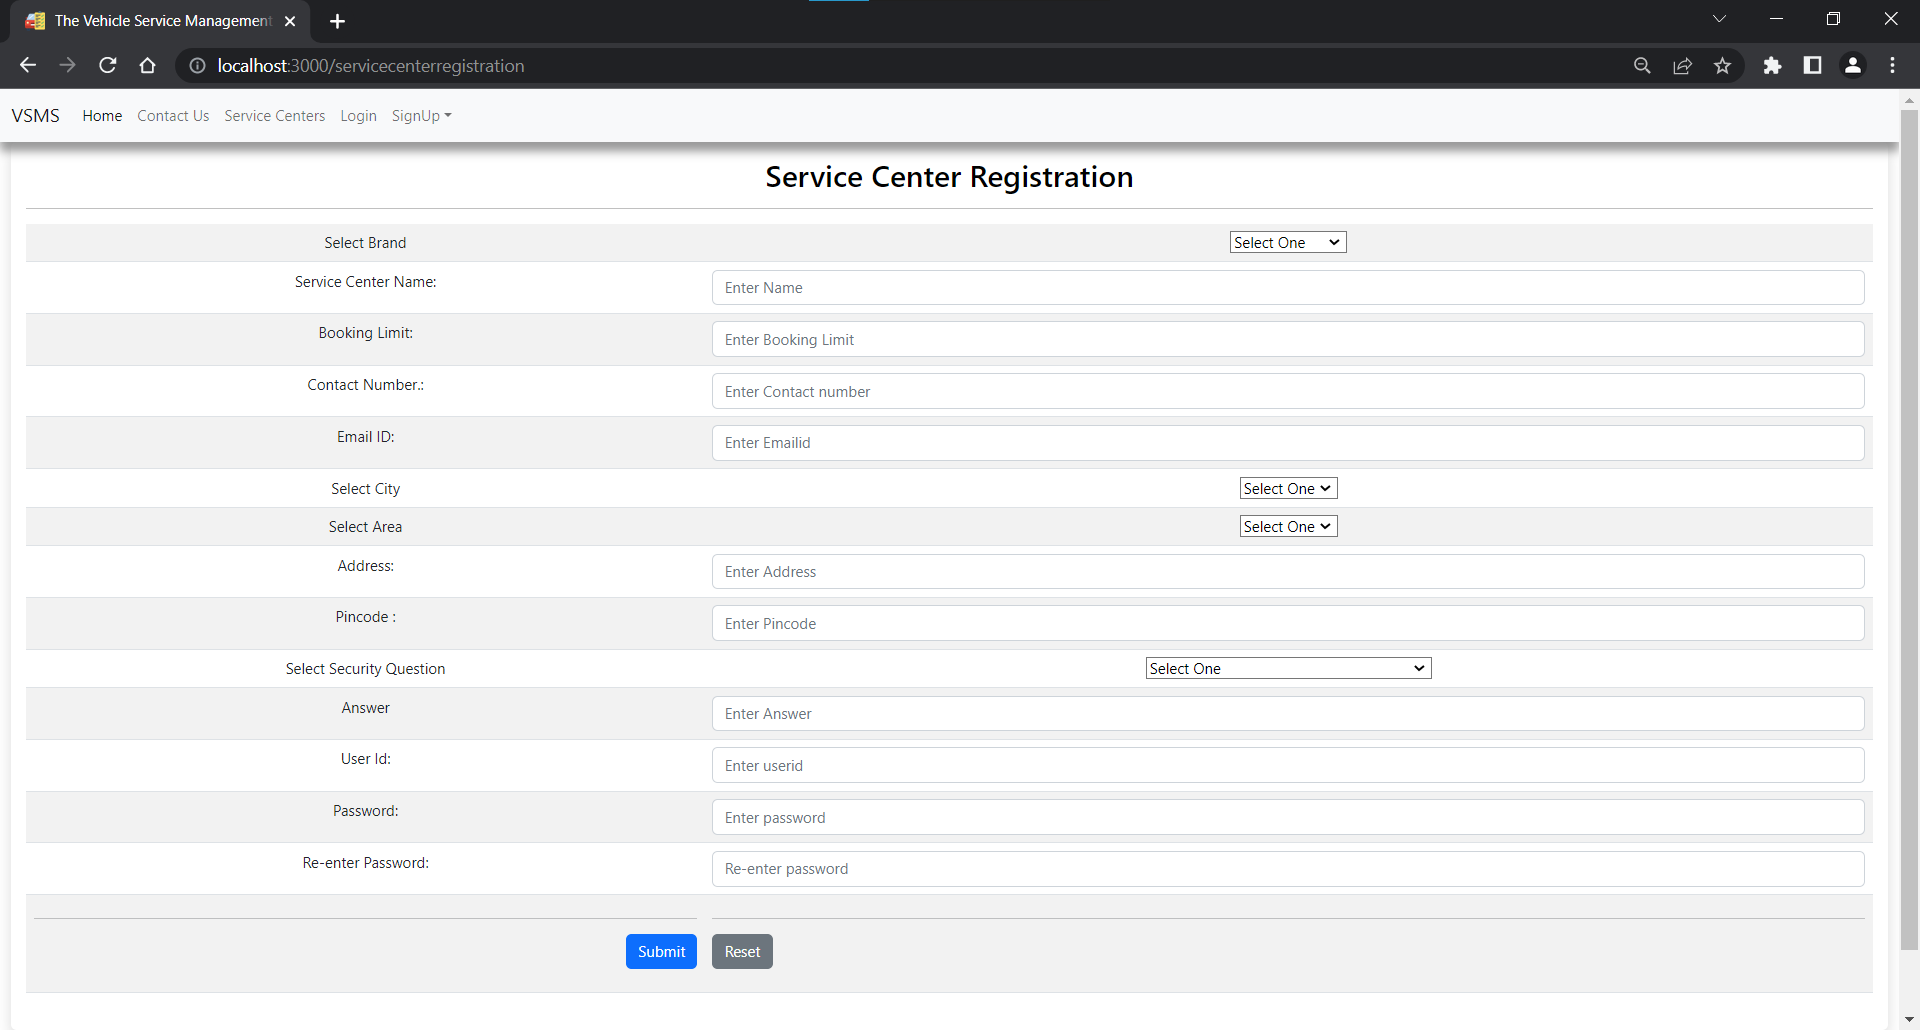 The Vehicle Service Management
localhost:3000/servicecenterregistration
VSMS Home Contact Us Service Centers Login SignUp
Service Center Registration
Select Brand Select One
Service Center Name: Enter Name
Booking Limit: Enter Booking Limit
Contact Number.: Enter Contact number
Email ID: Enter Emailid
Select City Select One
Select Area Select One
Address: Enter Address
Pincode : Enter Pincode
Select Security Question Select One
Answer Enter Answer
User Id: Enter userid
Password: Enter password
Re-enter Password: Re-enter password
Submit Reset